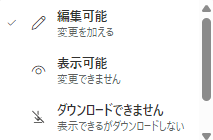 編集可能
変更を加える
表示可能
変更できません
ダウンロードできません
表示できるがダウンロードしない